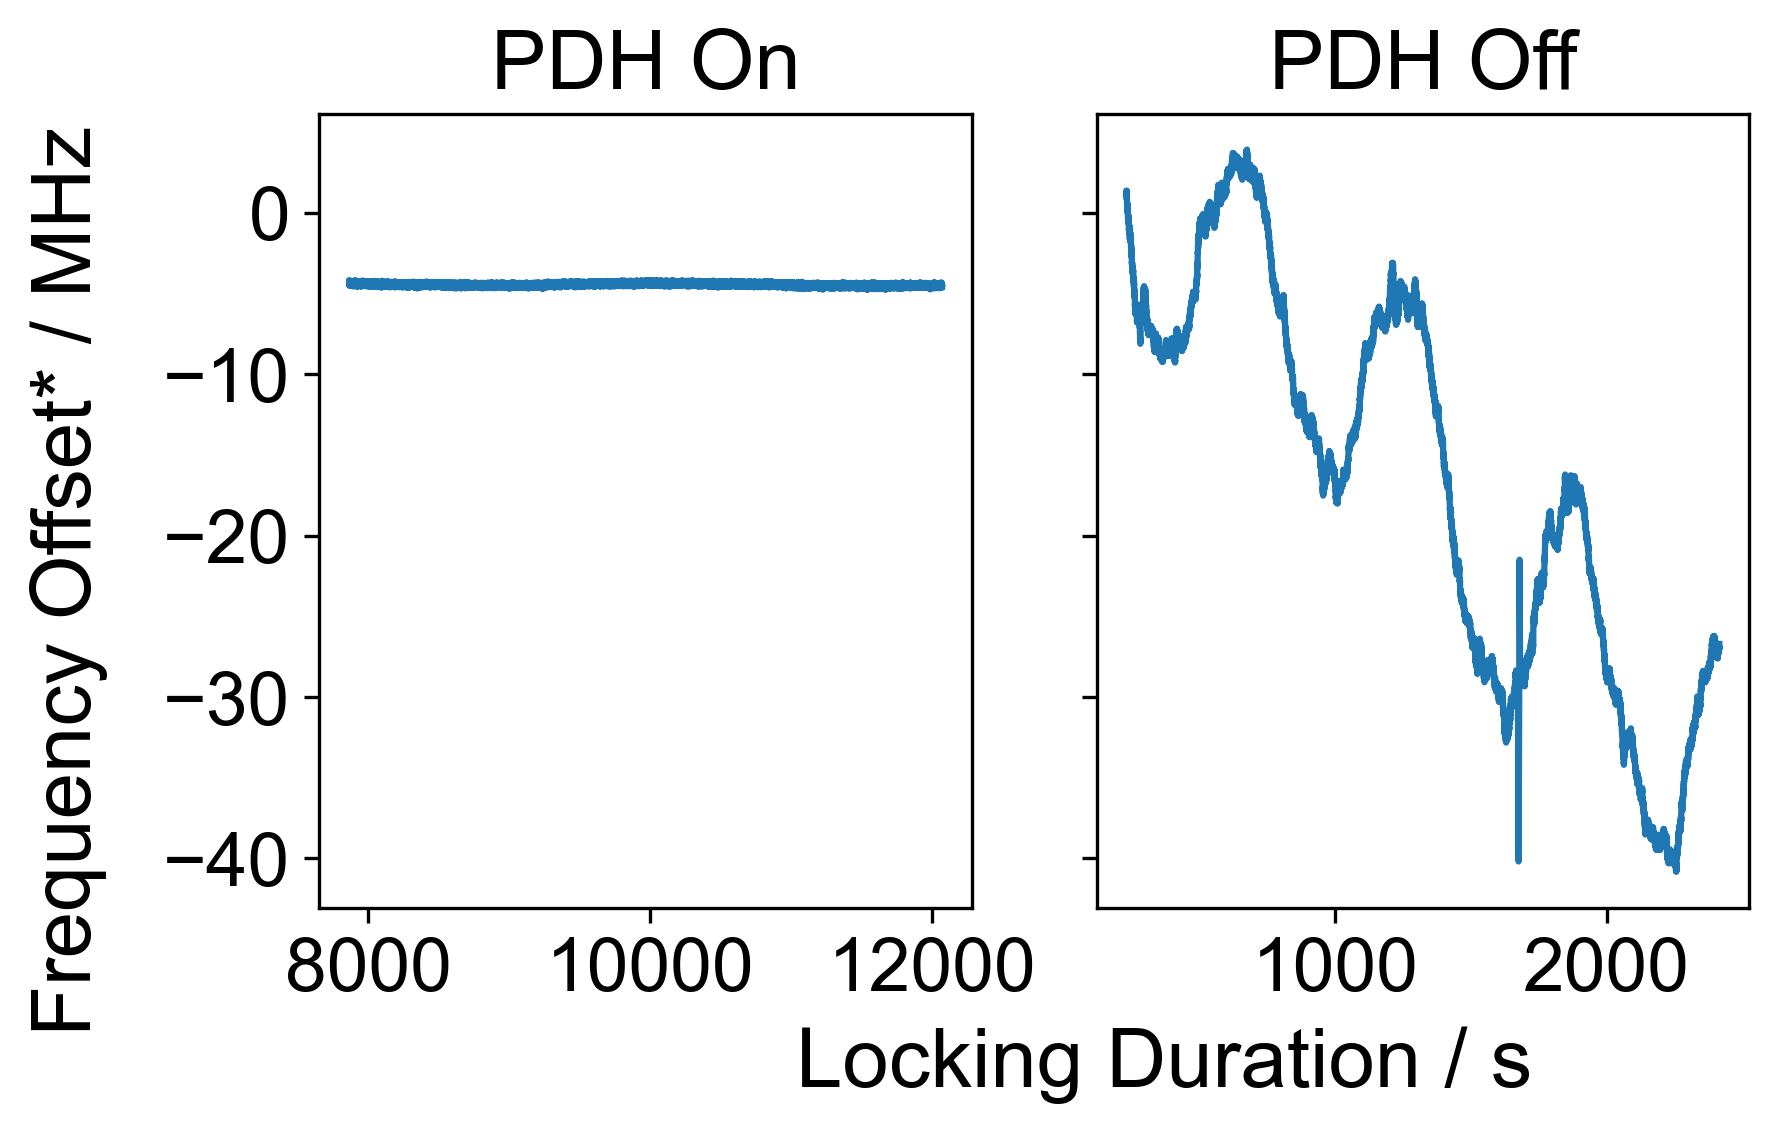 PDH On
PDH Off
Frequency Offset* / MHz
0
−10
−20
−30
−40
8000 10000 12000
1000 2000
Locking Duration / s